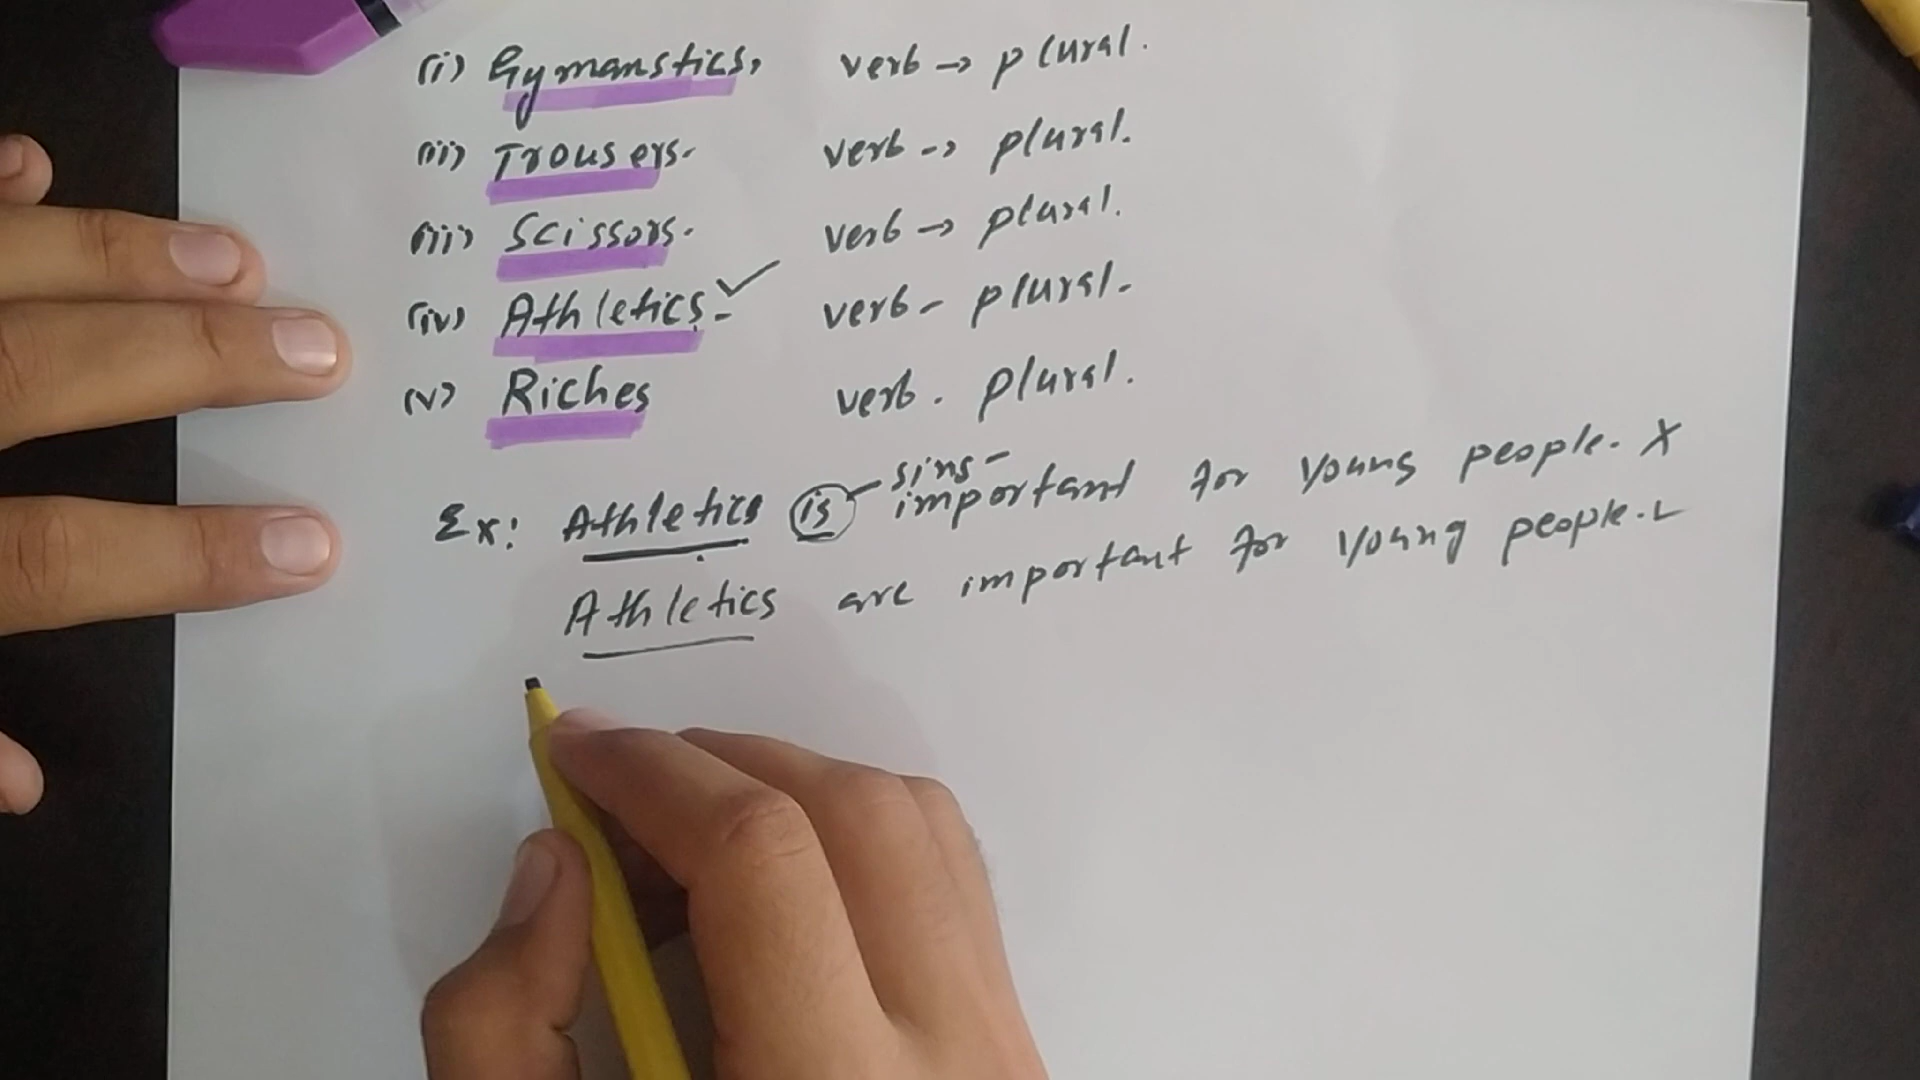 (i) Gymanstics, verb → plural.
(ii) Trousers. verb -> plural.
(iii) Scissors. verb → plural.
(iv) Athletics. ✓ verb - plural.
(v) Riches verb. plural.
sing -
Ex: Athletics is important for young people. X
Athletics are important for young people. ✓